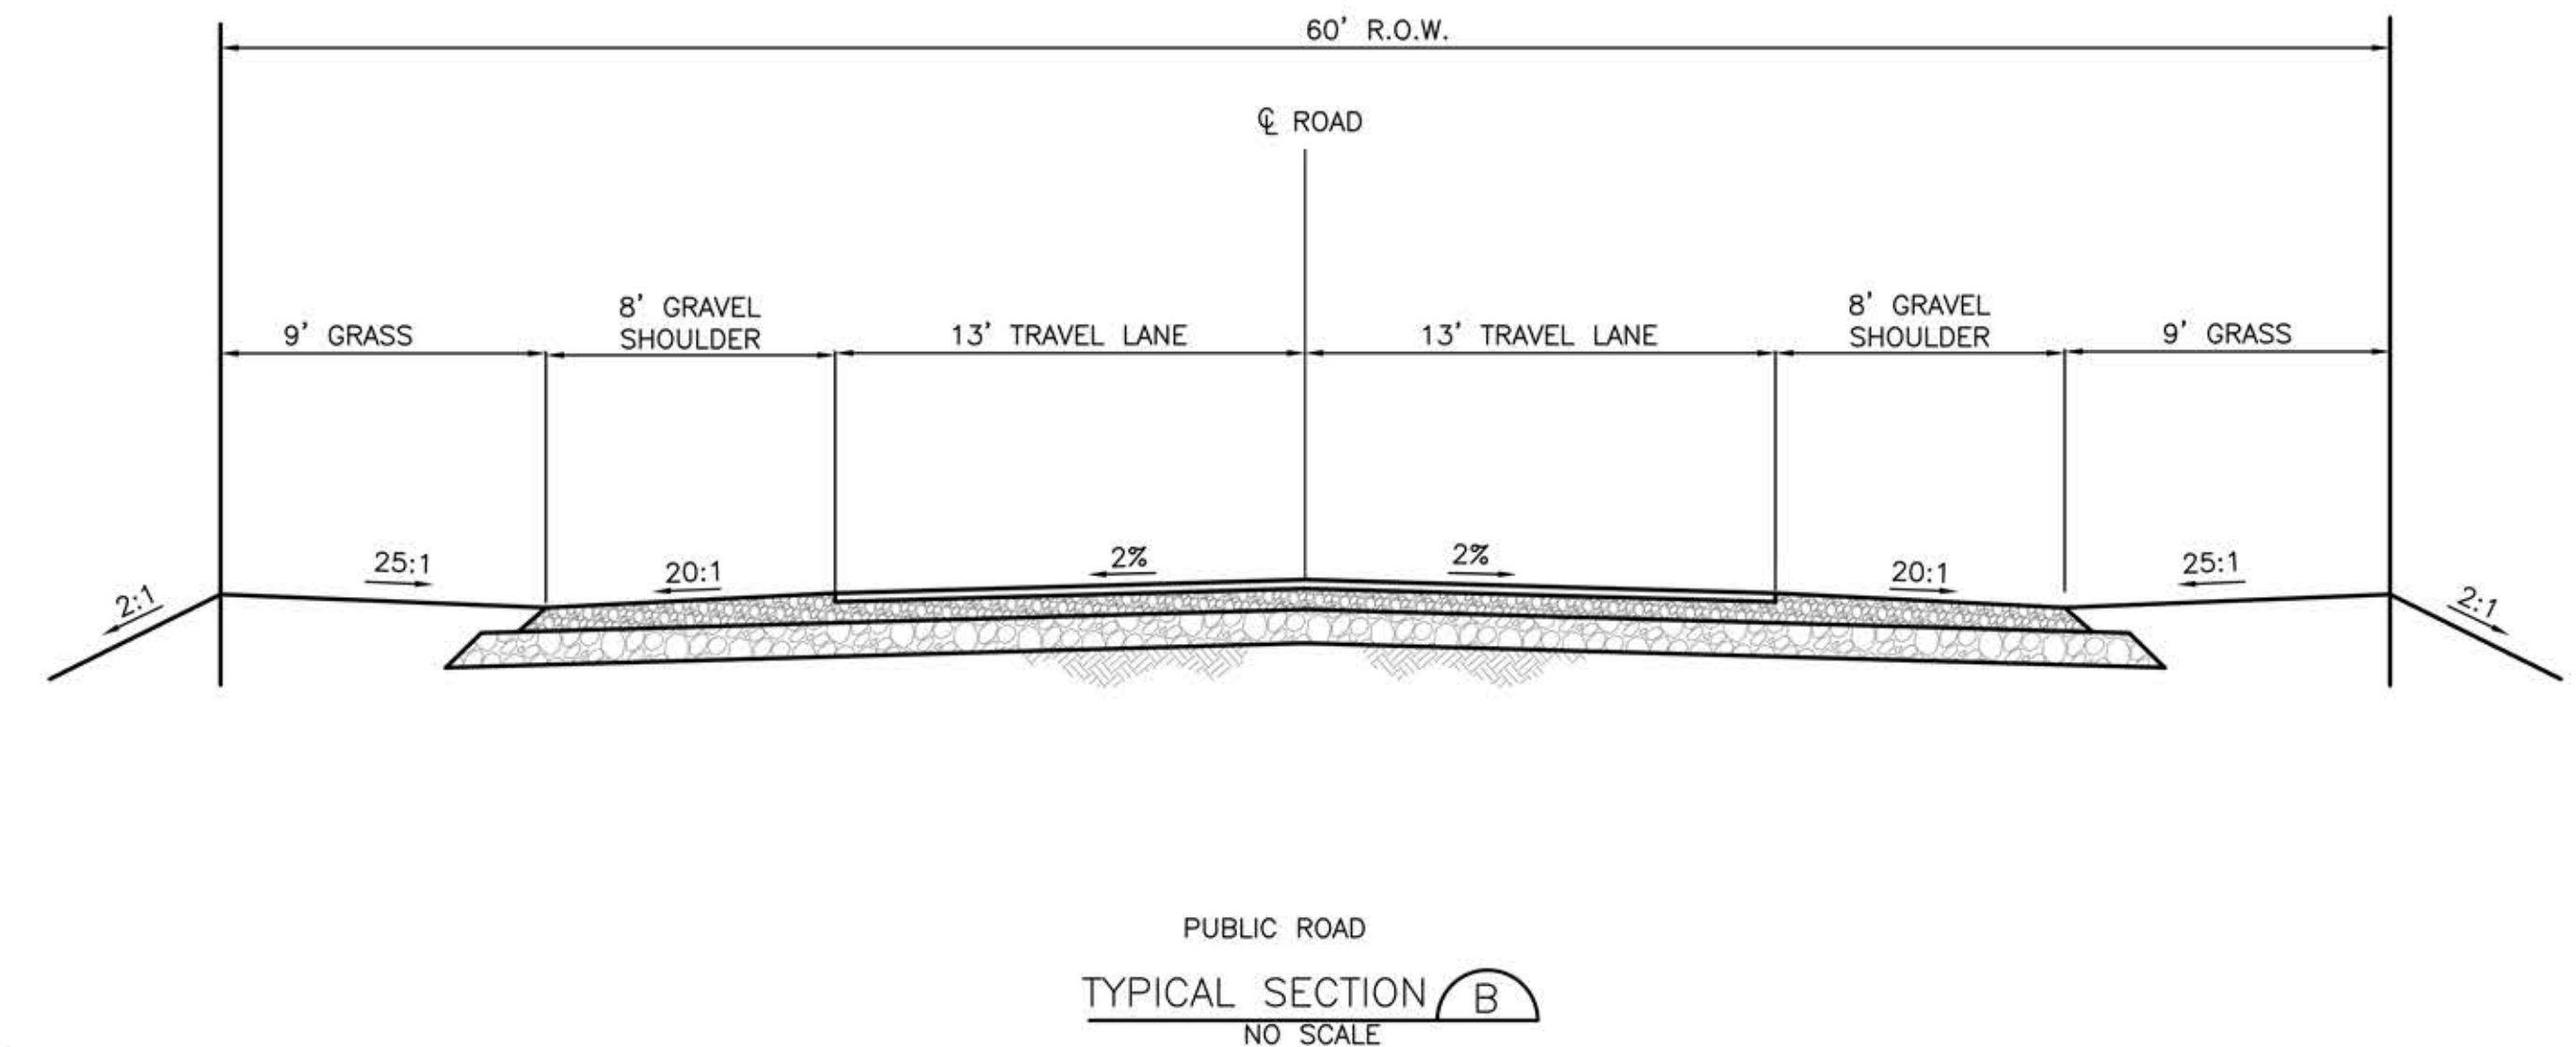 60' R.O.W.
℄ ROAD
9' GRASS
8' GRAVEL
SHOULDER
13' TRAVEL LANE
13' TRAVEL LANE
8' GRAVEL
SHOULDER
9' GRASS
2:1
25:1
20:1
2%
2%
20:1
25:1
2:1
PUBLIC ROAD
TYPICAL SECTION B
NO SCALE